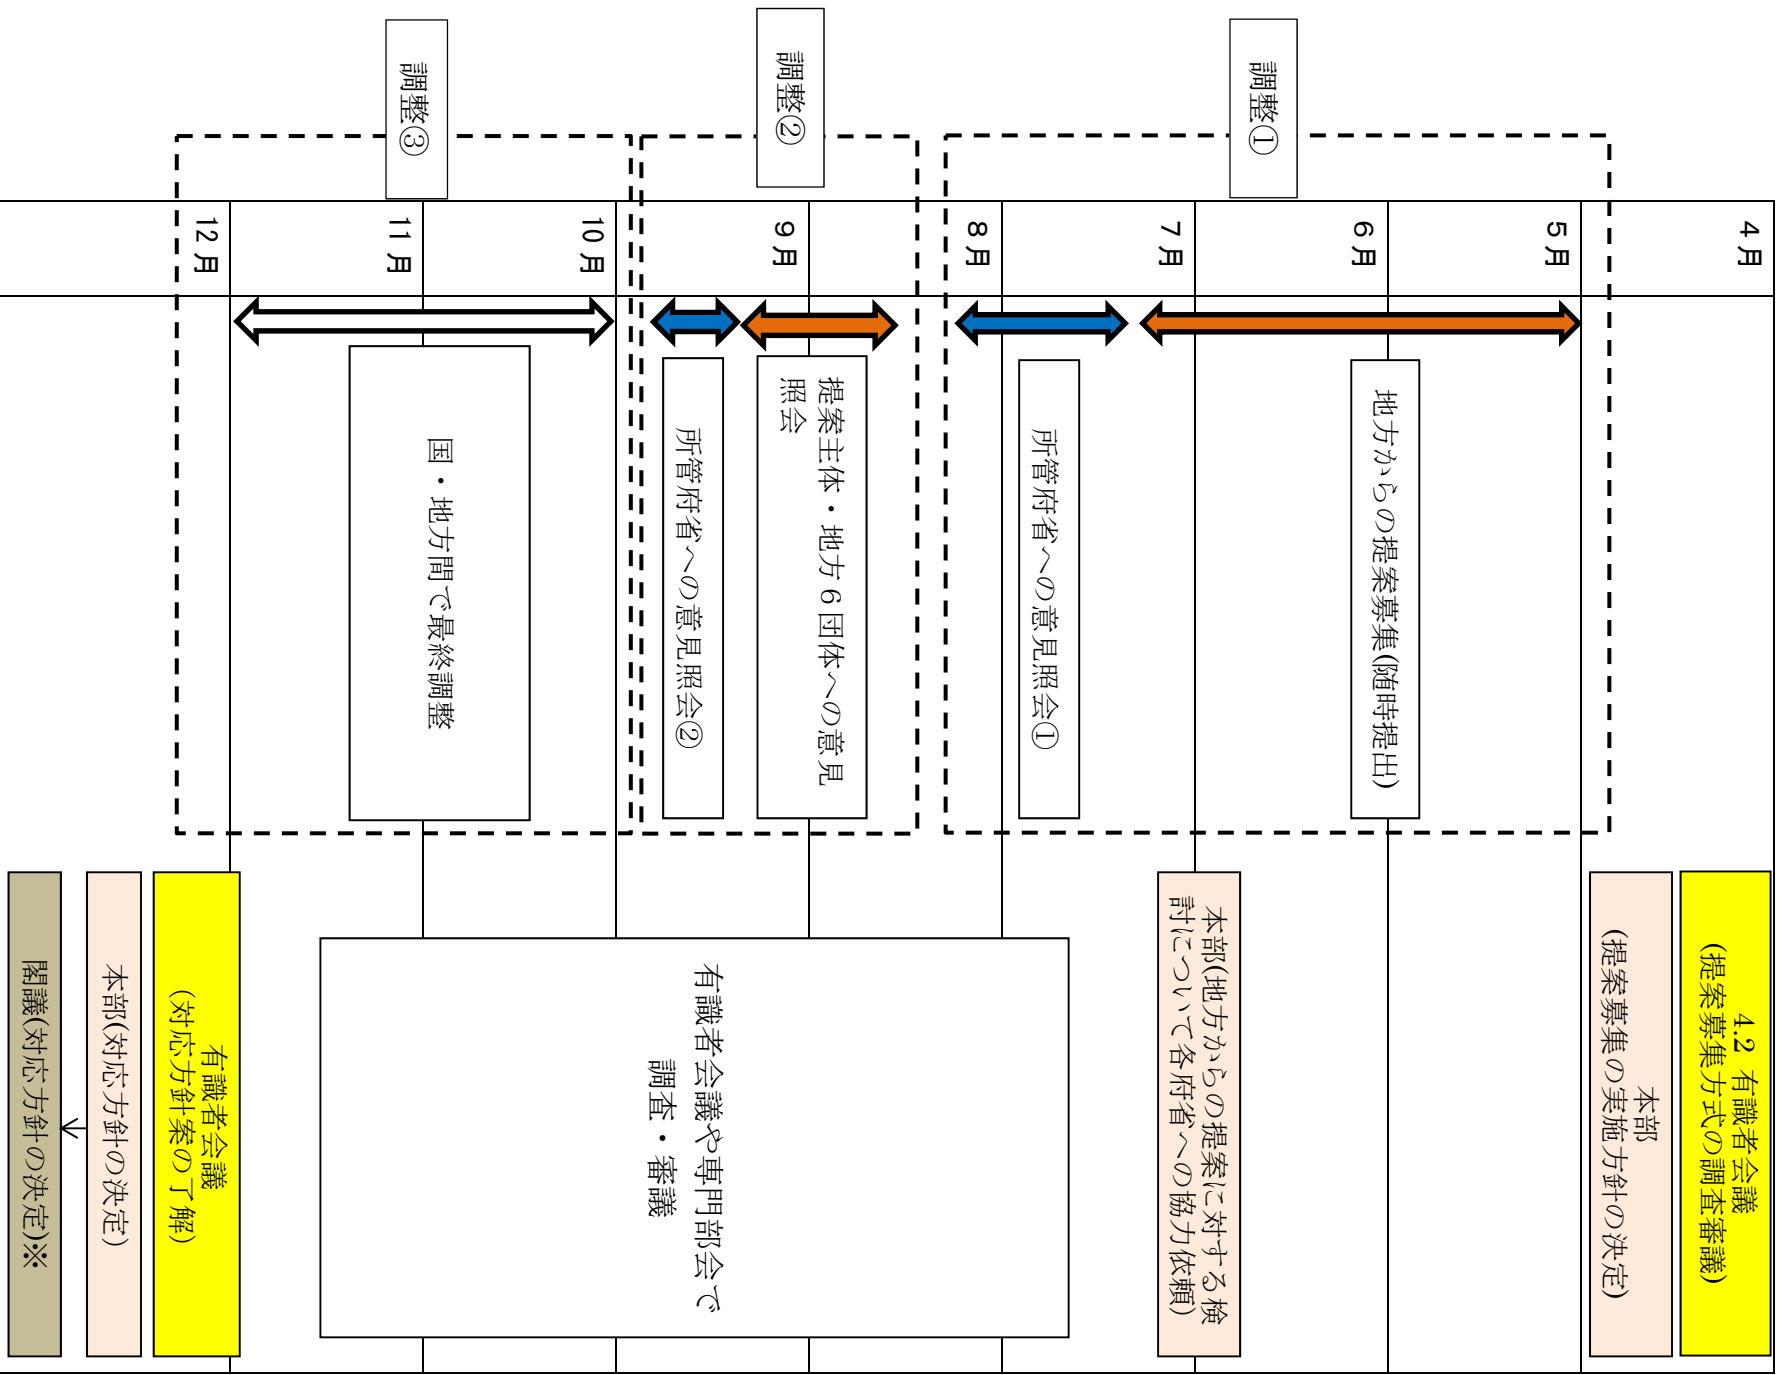 4月
5月
6月
7月
8月
9月
10月
11月
12月
調整①
調整②
調整③
地方からの提案募集(随時提出)
所管府省への意見照会①
提案主体・地方6団体への意見
照会
所管府省への意見照会②
国・地方間で最終調整
4.2 有識者会議
(提案募集方式の調査審議)
本部
(提案募集の実施方針の決定)
本部(地方からの提案に対する検
討について各府省への協力依頼)
有識者会議や専門部会で
調査・審議
有識者会議
(対応方針案の了解)
本部(対応方針の決定)
閣議(対応方針の決定)※